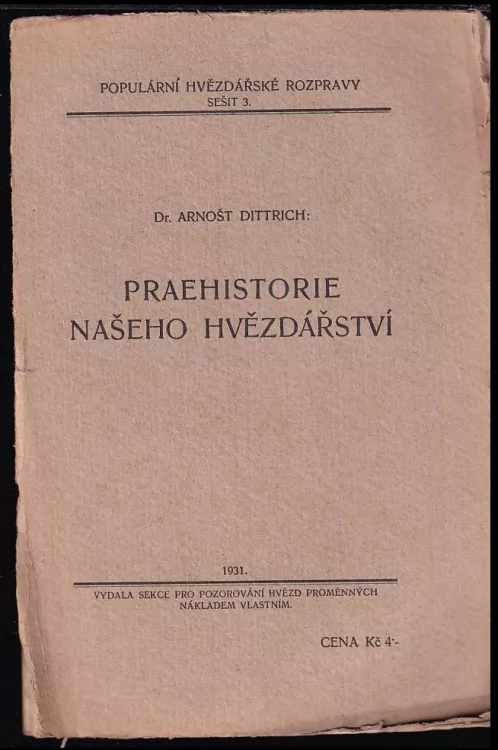 POPULÁRNÍ HVĚZDÁŘSKÉ ROZPRAVY
SEŠIT 3.
Dr. ARNOŠT DITTRICH:
PRAEHISTORIE
NAŠEHO HVĚZDÁŘSTVÍ
1931.
VYDALA SEKCE PRO POZOROVÁNÍ HVĚZD PROMĚNNÝCH
NÁKLADEM VLASTNÍM.
CENA Kč 4·-